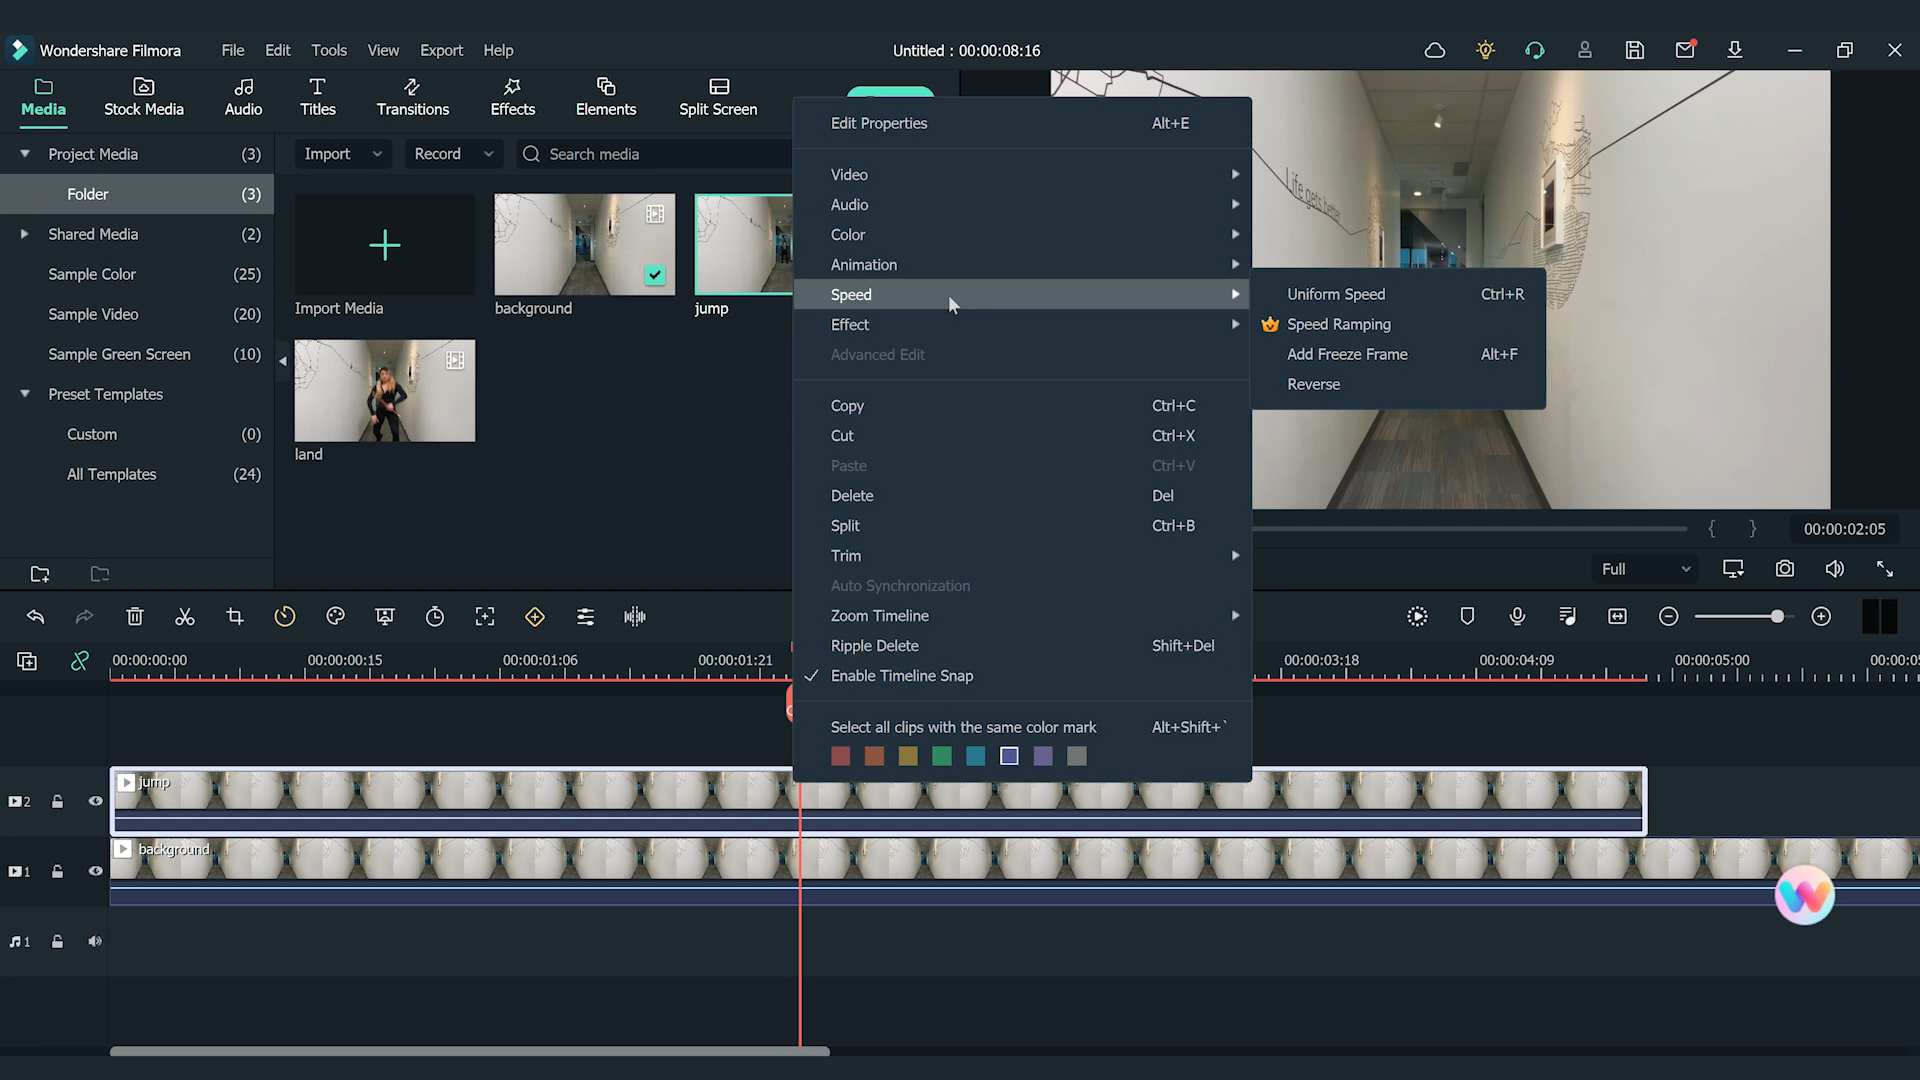 Wondershare Filmora File Edit Tools View Export Help Untitled : 00:00:08:16
Media Stock Media Audio Titles Transitions Effects Elements Split Screen
Project Media (3)
Folder (3)
Shared Media (2)
Sample Color (25)
Sample Video (20)
Sample Green Screen (10)
Preset Templates
Custom (0)
All Templates (24)
Import Record Search media
Import Media
background
jump
land
Edit Properties Alt+E
Video
Audio
Color
Animation
Speed
Effect
Advanced Edit
Copy Ctrl+C
Cut Ctrl+X
Paste Ctrl+V
Delete Del
Split Ctrl+B
Trim
Auto Synchronization
Zoom Timeline
Ripple Delete Shift+Del
Enable Timeline Snap
Select all clips with the same color mark Alt+Shift+`
Uniform Speed Ctrl+R
Speed Ramping
Add Freeze Frame Alt+F
Reverse
Life gets better
{ } 00:00:02:05
Full
00:00:00:00 00:00:00:15 00:00:01:06 00:00:01:21 00:00:03:18 00:00:04:09 00:00:05:00
2 jump
1 background
1